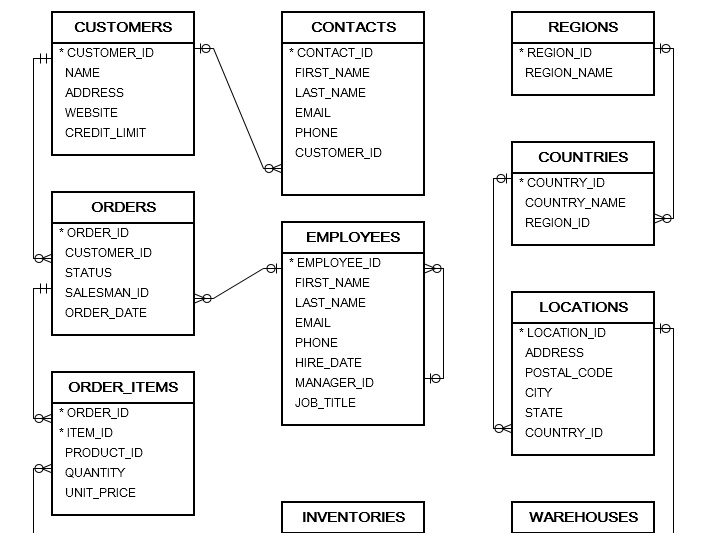 CUSTOMERS
* CUSTOMER_ID
NAME
ADDRESS
WEBSITE
CREDIT_LIMIT
CONTACTS
* CONTACT_ID
FIRST_NAME
LAST_NAME
EMAIL
PHONE
CUSTOMER_ID
REGIONS
* REGION_ID
REGION_NAME
COUNTRIES
* COUNTRY_ID
COUNTRY_NAME
REGION_ID
ORDERS
* ORDER_ID
CUSTOMER_ID
STATUS
SALESMAN_ID
ORDER_DATE
EMPLOYEES
* EMPLOYEE_ID
FIRST_NAME
LAST_NAME
EMAIL
PHONE
HIRE_DATE
MANAGER_ID
JOB_TITLE
LOCATIONS
* LOCATION_ID
ADDRESS
POSTAL_CODE
CITY
STATE
COUNTRY_ID
ORDER_ITEMS
* ORDER_ID
* ITEM_ID
PRODUCT_ID
QUANTITY
UNIT_PRICE
INVENTORIES
WAREHOUSES